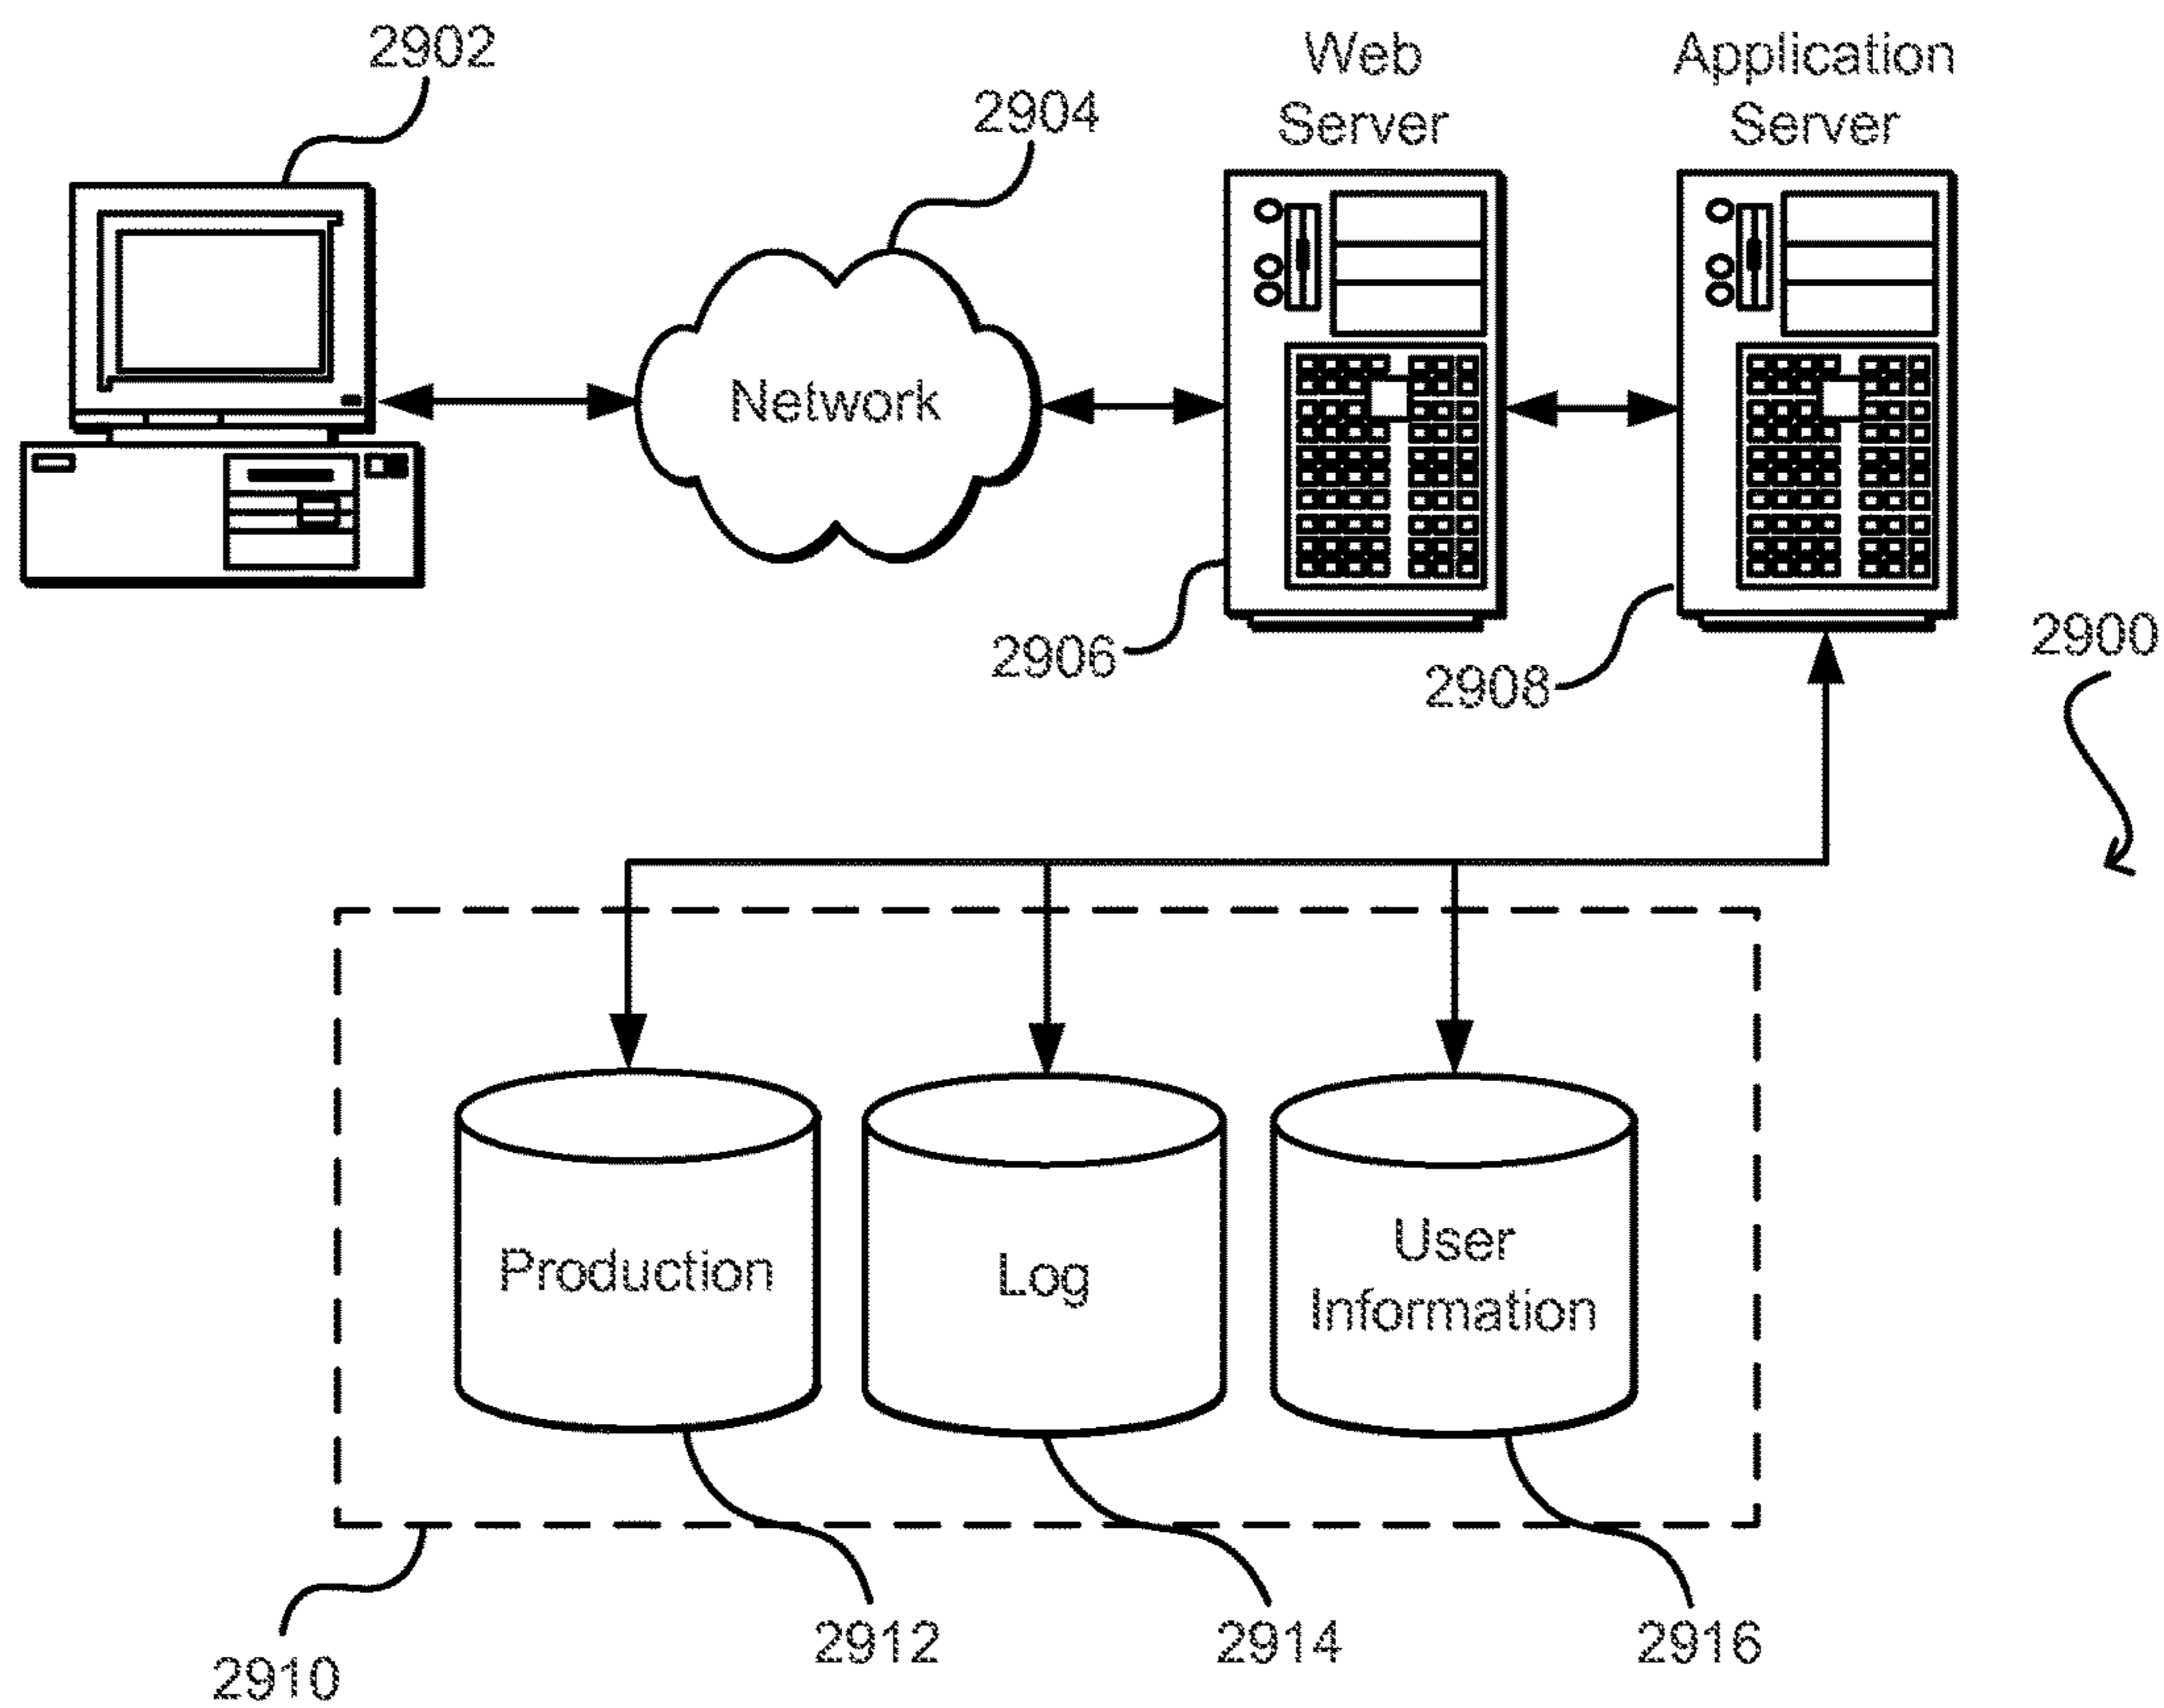 2902
2904
Web
Server
Application
Server
Network
2906
2908
2900
Production
Log
User
Information
2910
2912
2914
2916